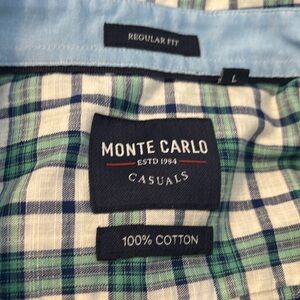 REGULAR FIT
L
MONTE CARLO
ESTD 1984
CASUALS
100% COTTON